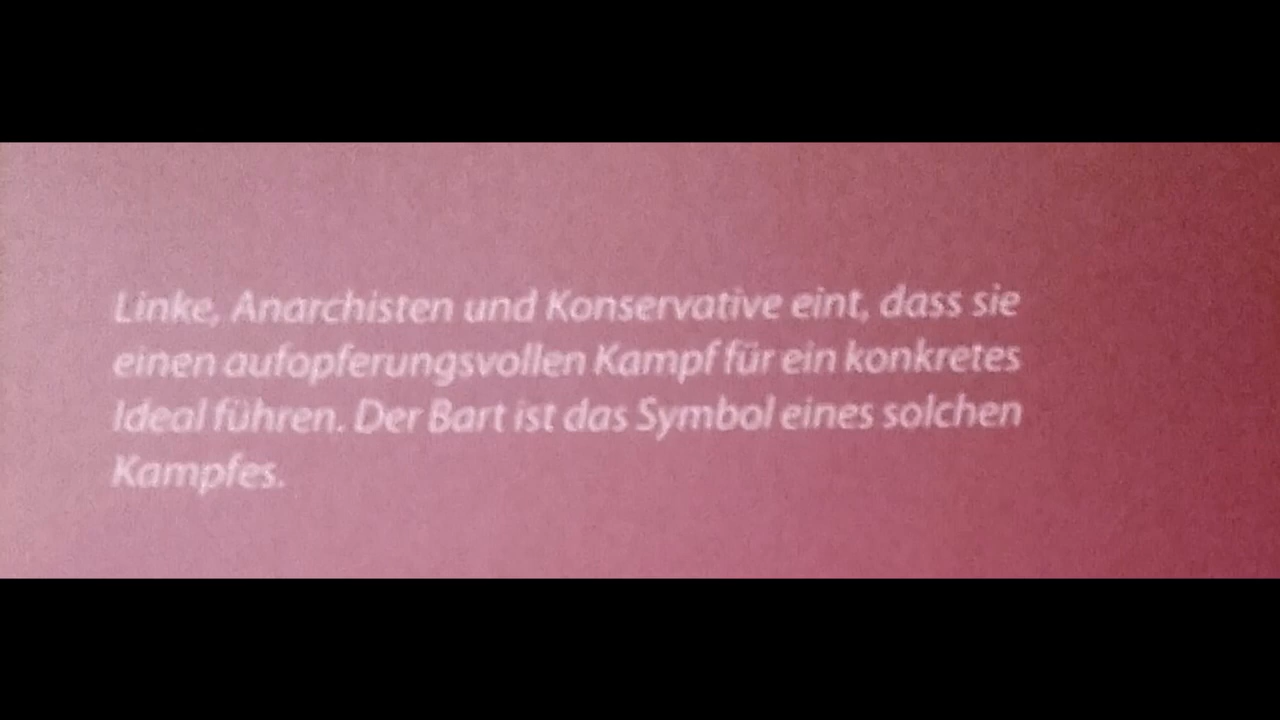 Linke, Anarchisten und Konservative eint, dass sie
einen aufopferungsvollen Kampf für ein konkretes
Ideal führen. Der Bart ist das Symbol eines solchen
Kampfes.